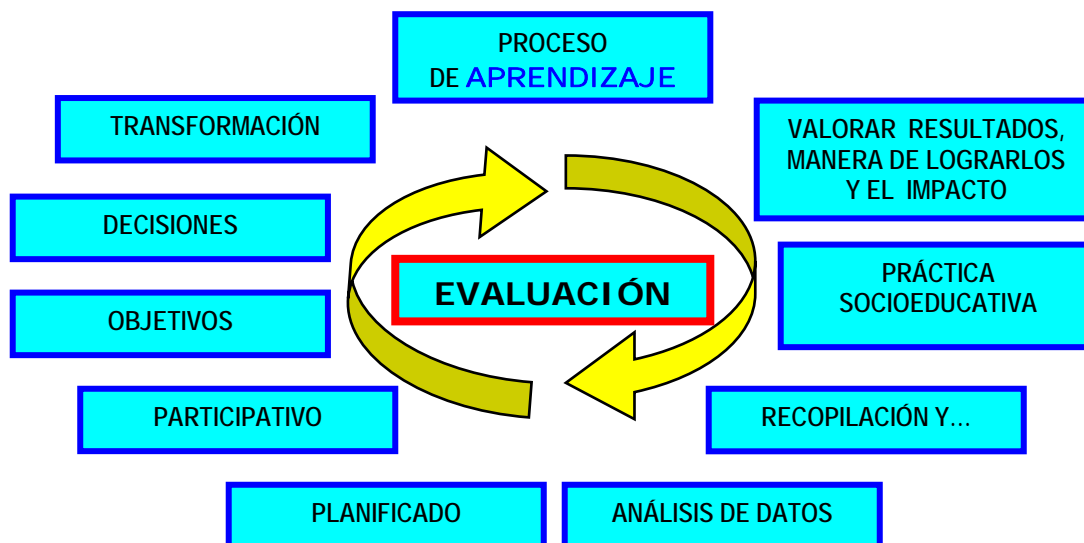 PROCESO
DE APRENDIZAJE
TRANSFORMACIÓN
VALORAR RESULTADOS,
MANERA DE LOGRARLOS
Y EL IMPACTO
DECISIONES
EVALUACIÓN
PRÁCTICA
SOCIOEDUCATIVA
OBJETIVOS
PARTICIPATIVO
RECOPILACIÓN Y...
PLANIFICADO
ANÁLISIS DE DATOS